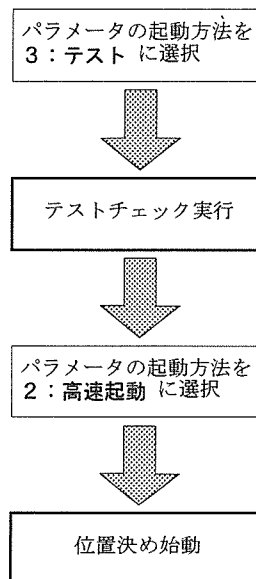 パラメータの起動方法を
3：テスト に選択
テストチェック実行
パラメータの起動方法を
2：高速起動 に選択
位置決め始動